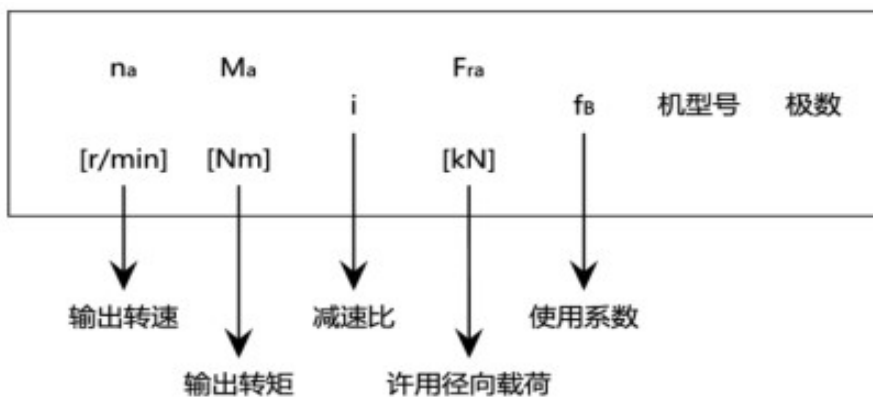 na Ma Fra
i fB 机型号 极数
[r/min] [Nm] [kN]
输出转速 减速比 使用系数
输出转矩 许用径向载荷